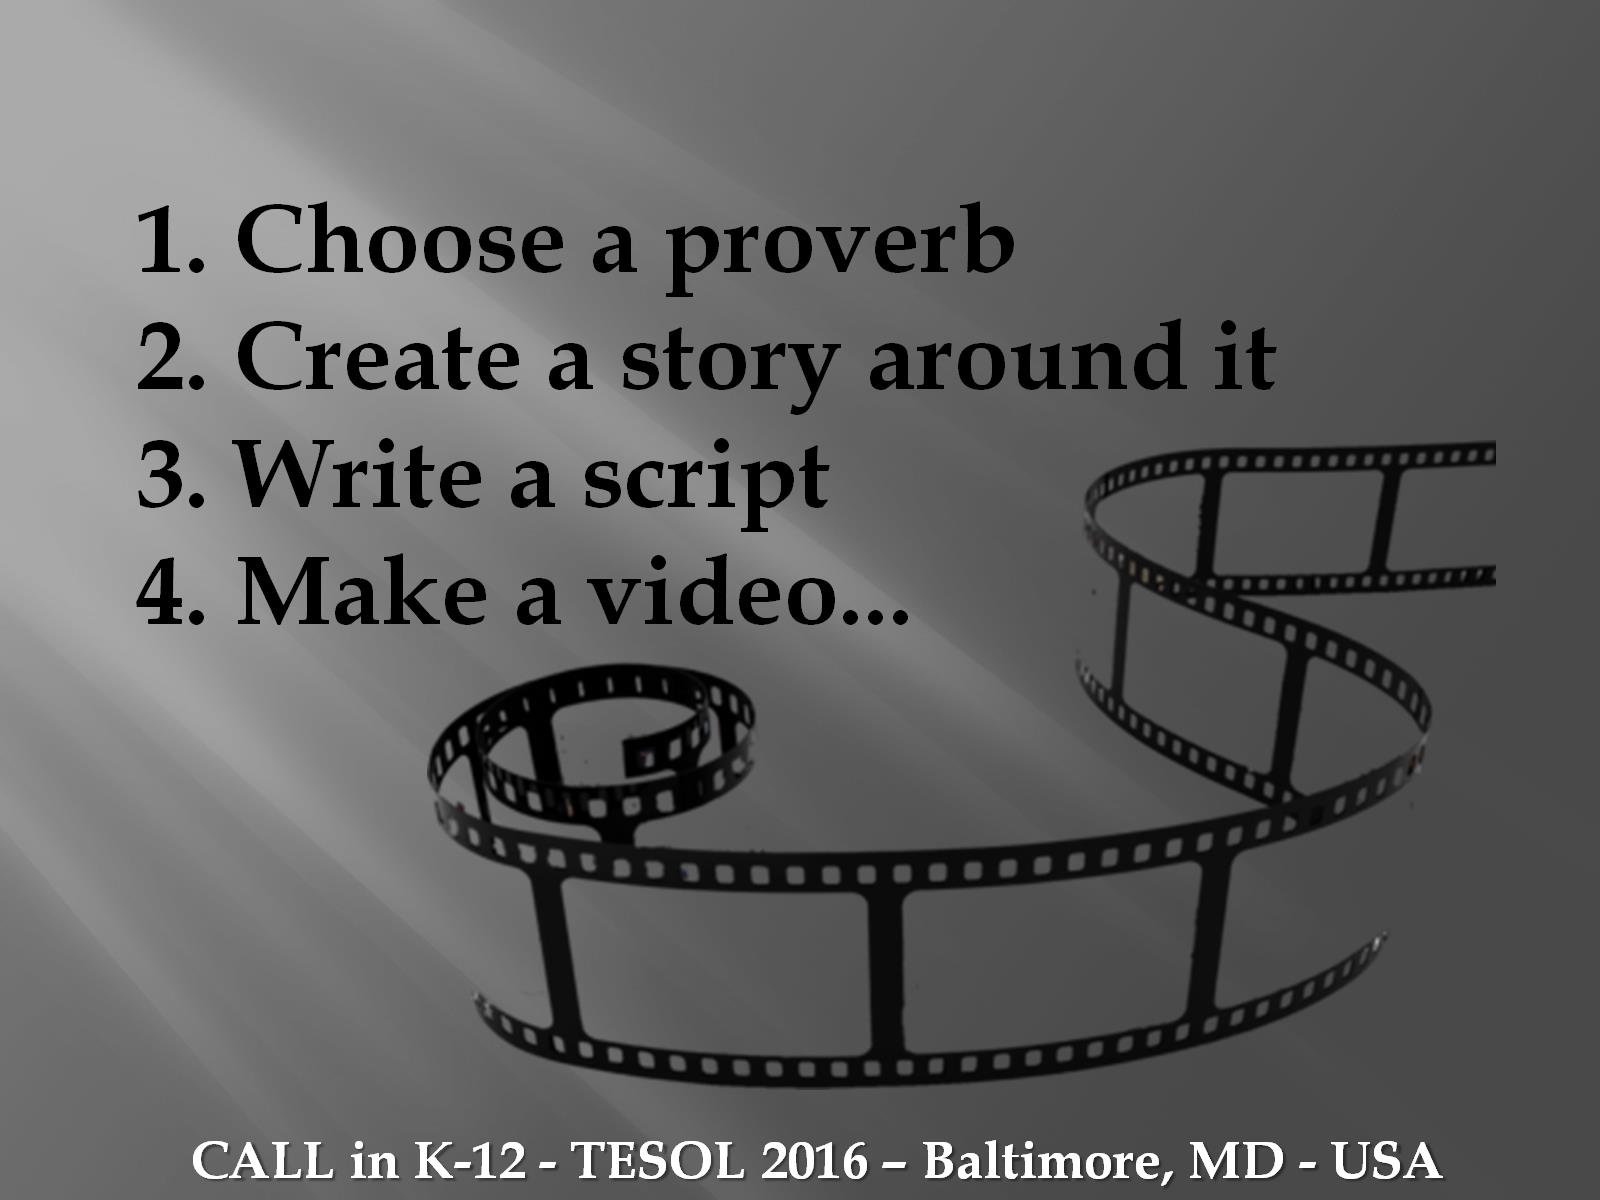 1. Choose a proverb
2. Create a story around it
3. Write a script
4. Make a video...
CALL in K-12 - TESOL 2016 – Baltimore, MD - USA